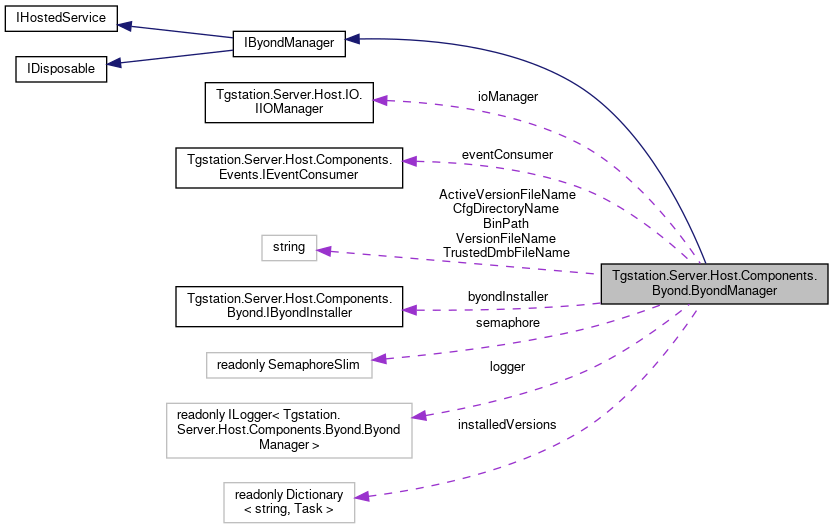 IHostedService
IByondManager
IDisposable
Tgstation.Server.Host.IO.
IIOManager
ioManager
Tgstation.Server.Host.Components.
Events.IEventConsumer
eventConsumer
ActiveVersionFileName
CfgDirectoryName
BinPath
VersionFileName
TrustedDmbFileName
string
Tgstation.Server.Host.Components.
Byond.ByondManager
Tgstation.Server.Host.Components.
Byond.IByondInstaller
byondInstaller
semaphore
readonly SemaphoreSlim
logger
readonly ILogger< Tgstation.
Server.Host.Components.Byond.Byond
Manager >
installedVersions
readonly Dictionary
< string, Task >